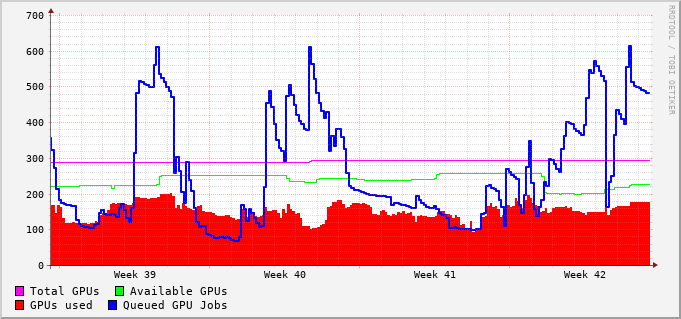 700
600
500
400
300
200
100
0
Week 39 Week 40 Week 41 Week 42
Total GPUs Available GPUs
GPUs used Queued GPU Jobs
RRDTOOL / TOBI OETIKER